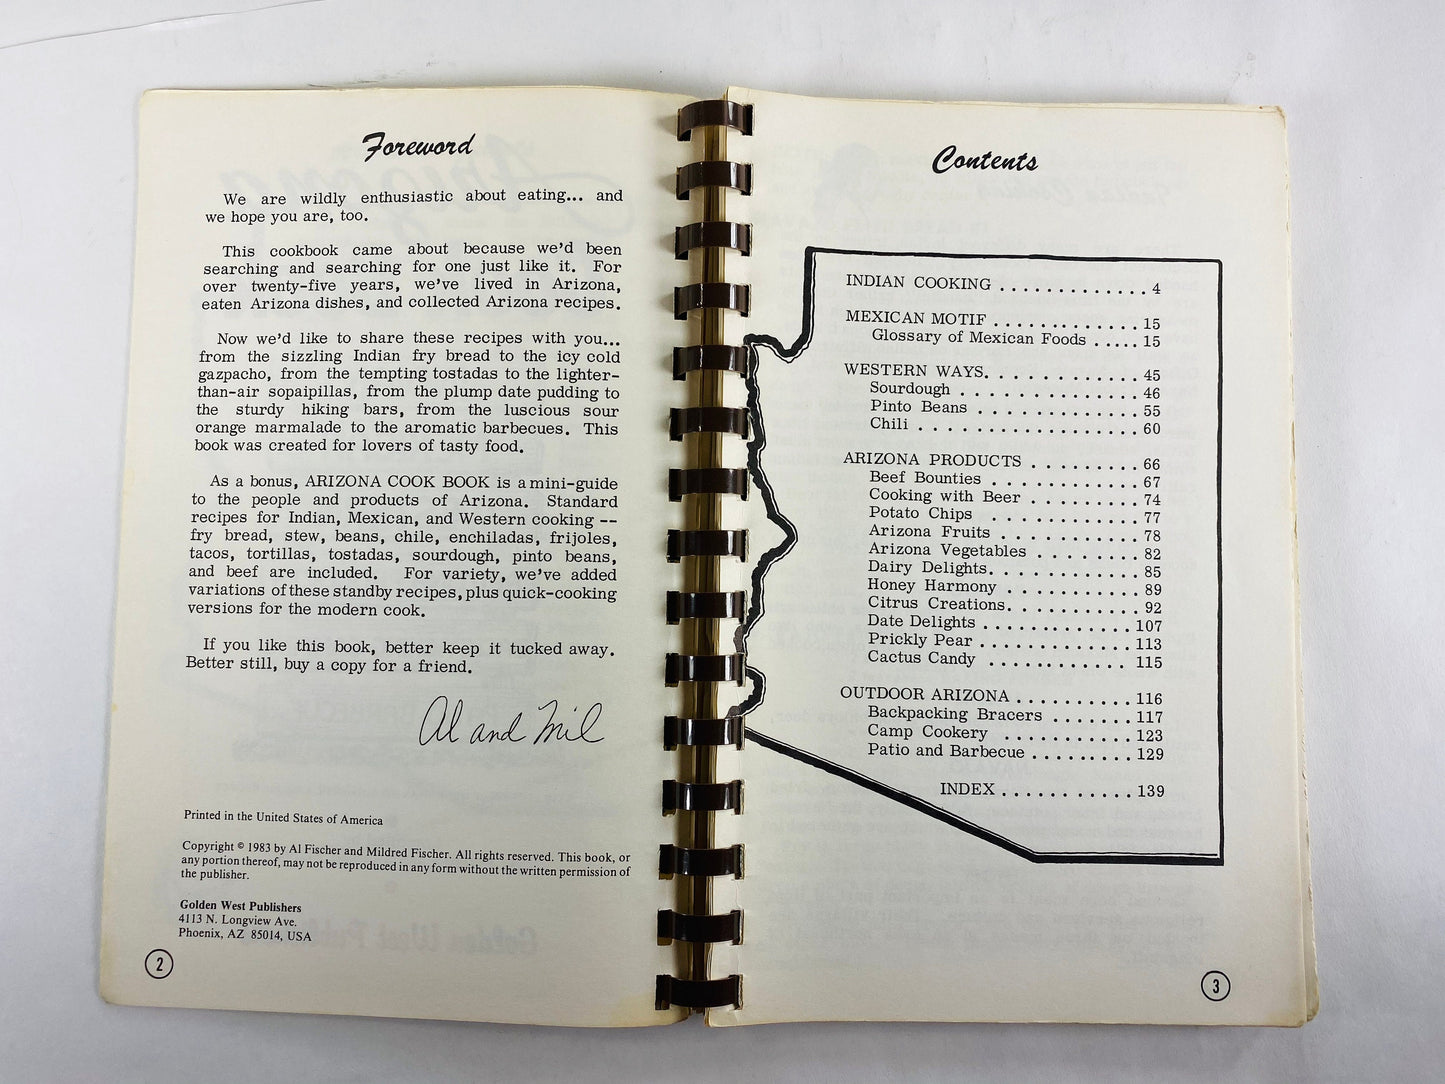 Foreword
We are wildly enthusiastic about eating... and
we hope you are, too.
This cookbook came about because we'd been
searching and searching for one just like it. For
over twenty-five years, we've lived in Arizona,
eaten Arizona dishes, and collected Arizona recipes.
Now we'd like to share these recipes with you...
from the sizzling Indian fry bread to the icy cold
gazpacho, from the tempting tostadas to the lighter-
than-air sopaipillas, from the plump date pudding to
the sturdy hiking bars, from the luscious sour
orange marmalade to the aromatic barbecues. This
book was created for lovers of tasty food.
As a bonus, ARIZONA COOK BOOK is a mini-guide
to the people and products of Arizona. Standard
recipes for Indian, Mexican, and Western cooking --
fry bread, stew, beans, chile, enchiladas, frijoles,
tacos, tortillas, tostadas, sourdough, pinto beans,
and beef are included. For variety, we've added
variations of these standby recipes, plus quick-cooking
versions for the modern cook.
If you like this book, better keep it tucked away.
Better still, buy a copy for a friend.
Al and Mil
Printed in the United States of America
Copyright © 1983 by Al Fischer and Mildred Fischer. All rights reserved. This book, or
any portion thereof, may not be reproduced in any form without the written permission of
the publisher.
Golden West Publishers
4113 N. Longview Ave.
Phoenix, AZ 85014, USA
2
Contents
INDIAN COOKING . . . . . . . . . . . . . 4
MEXICAN MOTIF . . . . . . . . . . . . . 15
Glossary of Mexican Foods . . . . . 15
WESTERN WAYS. . . . . . . . . . . . 45
Sourdough . . . . . . . . . . . . . . 46
Pinto Beans . . . . . . . . . . . . 55
Chili . . . . . . . . . . . . . . . . . 60
ARIZONA PRODUCTS . . . . . . . . . 66
Beef Bounties . . . . . . . . . . . 67
Cooking with Beer . . . . . . . . . 74
Potato Chips . . . . . . . . . . . . 77
Arizona Fruits . . . . . . . . . . . 78
Arizona Vegetables . . . . . . . . 82
Dairy Delights. . . . . . . . . . . . 85
Honey Harmony . . . . . . . . . . . 89
Citrus Creations. . . . . . . . . . . 92
Date Delights . . . . . . . . . . . . 107
Prickly Pear . . . . . . . . . . . . 113
Cactus Candy . . . . . . . . . . . 115
OUTDOOR ARIZONA . . . . . . . . . 116
Backpacking Bracers . . . . . . . 117
Camp Cookery . . . . . . . . . . 123
Patio and Barbecue . . . . . . . . 129
INDEX . . . . . . . . . . . 139
3